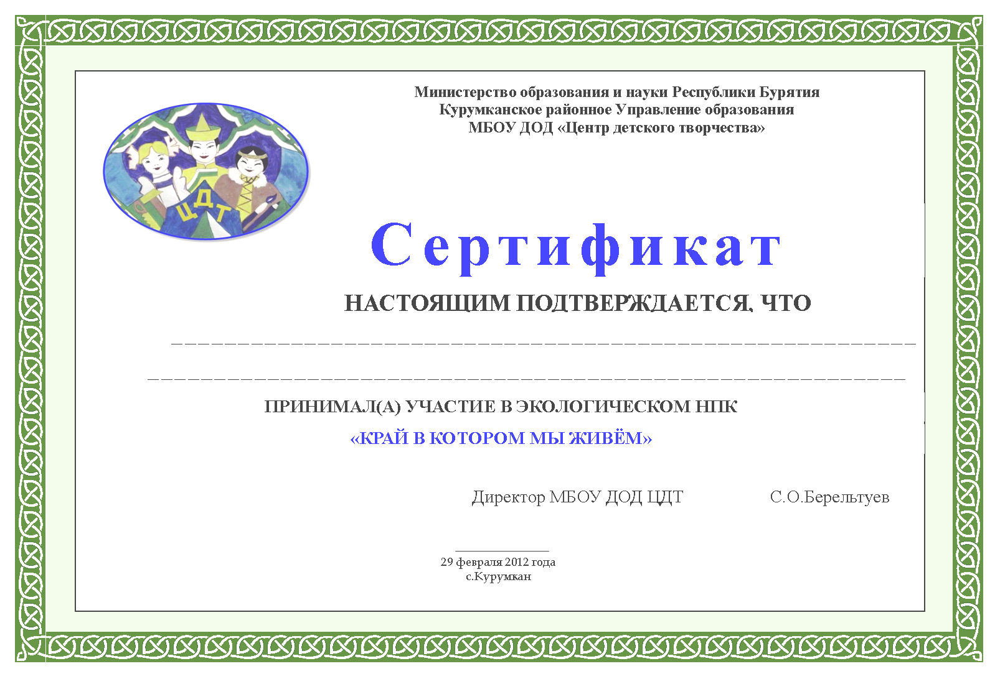 Министерство образования и науки Республики Бурятия
Курумканское районное Управление образования
МБОУ ДОД «Центр детского творчества»
ЦДТ
Сертификат
НАСТОЯЩИМ ПОДТВЕРЖДАЕТСЯ, ЧТО
ПРИНИМАЛ(А) УЧАСТИЕ В ЭКОЛОГИЧЕСКОМ НПК
«КРАЙ В КОТОРОМ МЫ ЖИВЁМ»
Директор МБОУ ДОД ЦДТ С.О.Берельтуев
29 февраля 2012 года
с.Курумкан